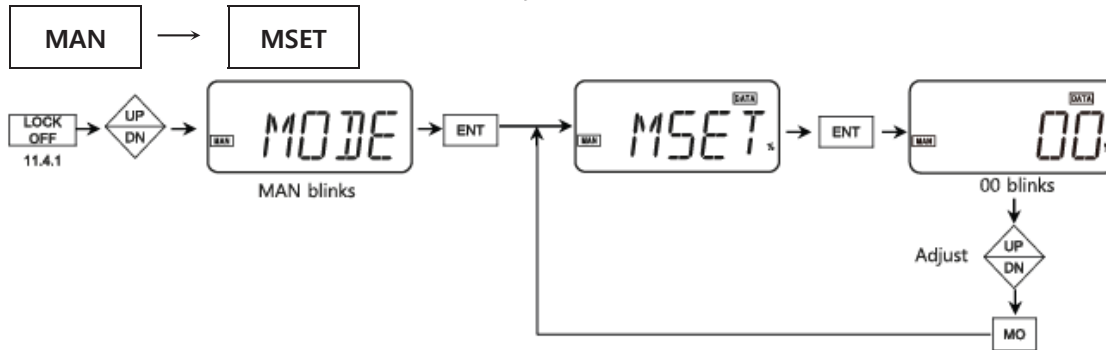 MAN → MSET
LOCK OFF
11.4.1
UP
DN
MAN
MODE
MAN blinks
ENT
DATA
MAN
MSET %
ENT
DATA
MAN
00
00 blinks
Adjust
UP
DN
MO